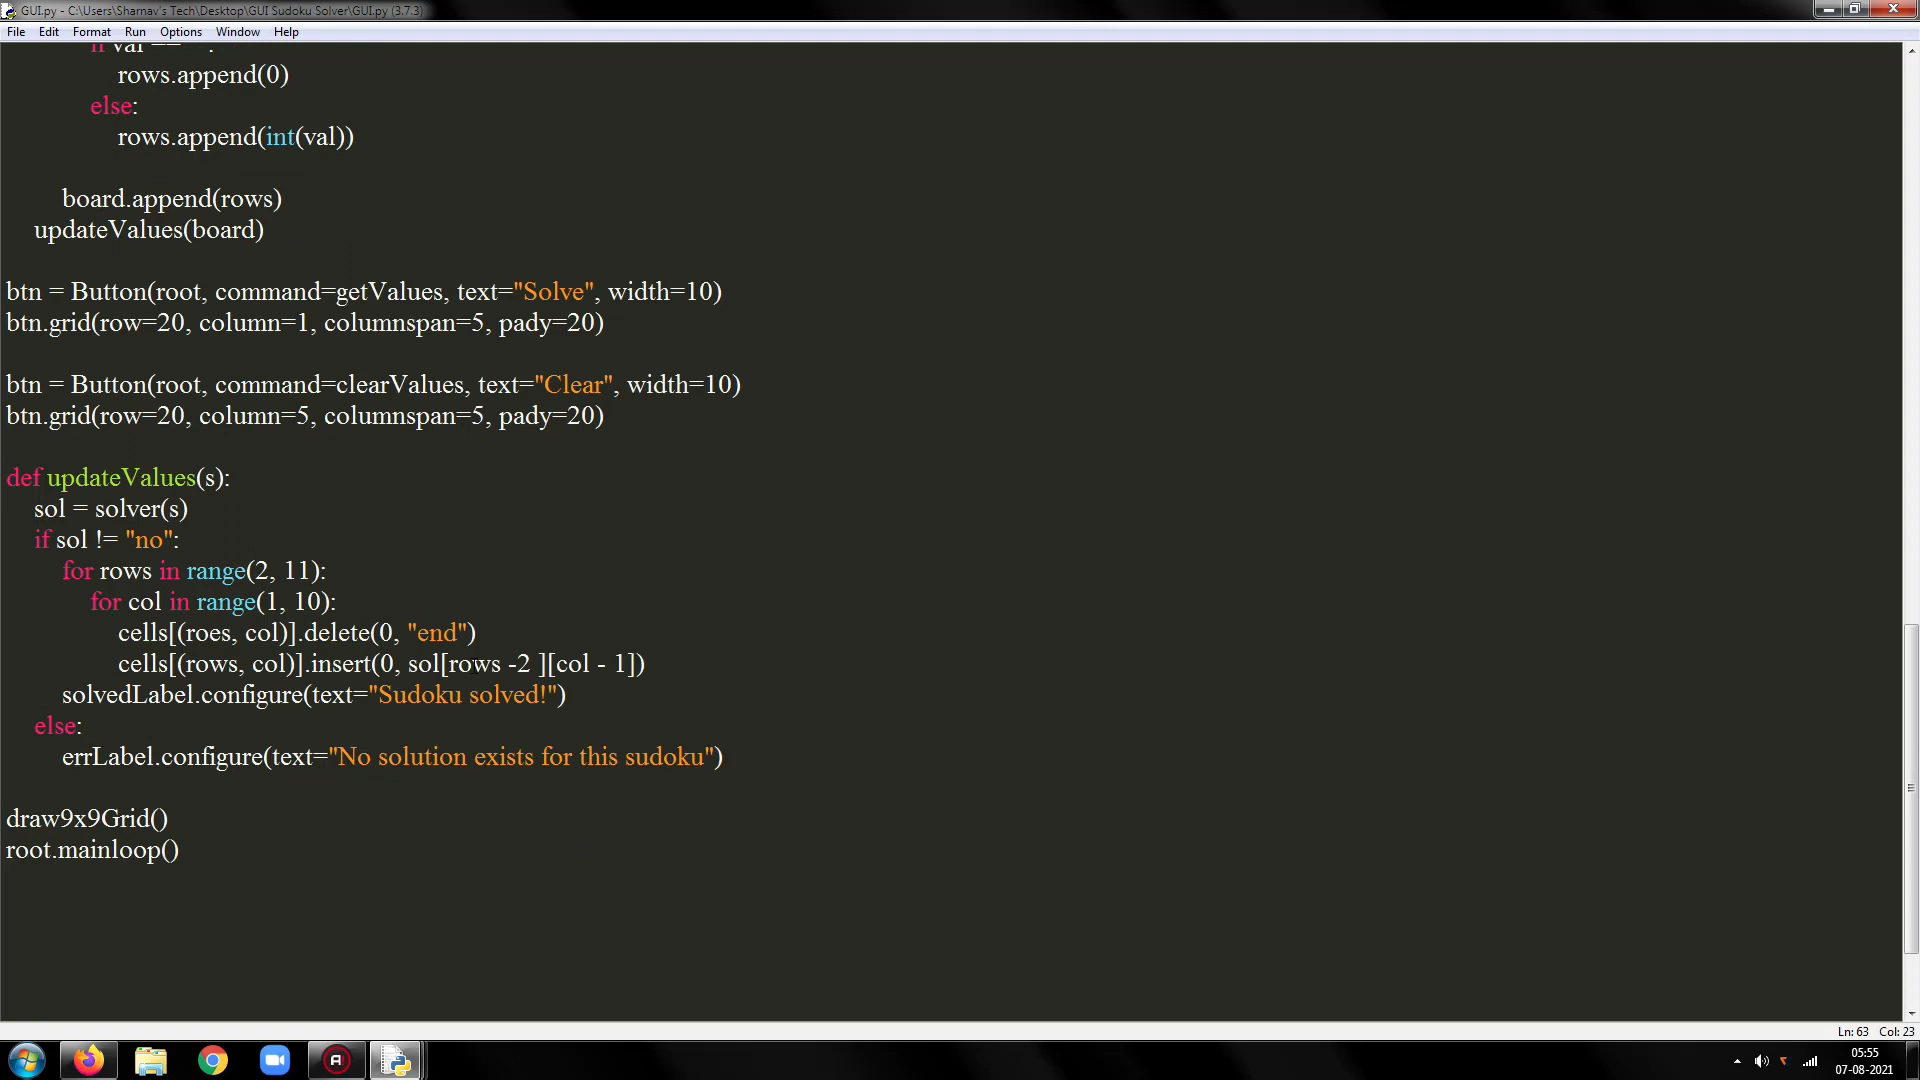 GUI.py - C:\Users\Sharnav's Tech\Desktop\GUI Sudoku Solver\GUI.py (3.7.3)
File Edit Format Run Options Window Help
if val == "":
rows.append(0)
else:
rows.append(int(val))
board.append(rows)
updateValues(board)
btn = Button(root, command=getValues, text="Solve", width=10)
btn.grid(row=20, column=1, columnspan=5, pady=20)
btn = Button(root, command=clearValues, text="Clear", width=10)
btn.grid(row=20, column=5, columnspan=5, pady=20)
def updateValues(s):
sol = solver(s)
if sol != "no":
for rows in range(2, 11):
for col in range(1, 10):
cells[(roes, col)].delete(0, "end")
cells[(rows, col)].insert(0, sol[rows -2 ][col - 1])
solvedLabel.configure(text="Sudoku solved!")
else:
errLabel.configure(text="No solution exists for this sudoku")
draw9x9Grid()
root.mainloop()
Ln: 63 Col: 23
05:55
07-08-2021